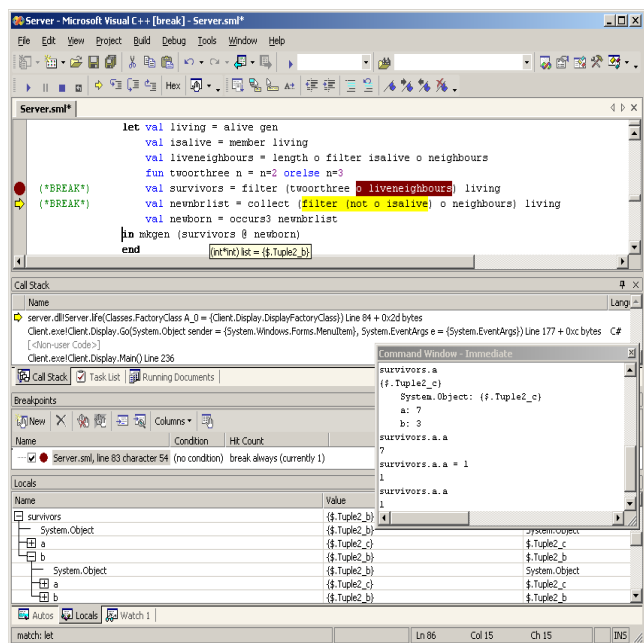 Server - Microsoft Visual C++ [break] - Server.sml*
File Edit View Project Build Debug Tools Window Help
Hex
Server.sml*
let val living = alive gen
val isalive = member living
val liveneighbours = length o filter isalive o neighbours
fun twoorthree n = n=2 orelse n=3
(*BREAK*) val survivors = filter (twoorthree o liveneighbours) living
(*BREAK*) val newnbrlist = collect (filter (not o isalive) o neighbours) living
val newborn = occurs3 newnbrlist
in mkgen (survivors @ newborn)
end
(int*int) list = {$.Tuple2_b}
Call Stack
Name Langu
server.dll!Server.life(Classes.FactoryClass A_0 = {Client.Display.DisplayFactoryClass}) Line 84 + 0x2d bytes
Client.exe!Client.Display.Go(System.Object sender = {System.Windows.Forms.MenuItem}, System.EventArgs e = {System.EventArgs}) Line 177 + 0xc bytes C#
[<Non-user Code>]
Client.exe!Client.Display.Main() Line 236
Call Stack Task List Running Documents
Command Window - Immediate
survivors.a
{$.Tuple2_c}
System.Object: {$.Tuple2_c}
a: 7
b: 3
survivors.a.a
7
survivors.a.a = 1
1
survivors.a.a
1
Breakpoints
New Columns
Name Condition Hit Count
Server.sml, line 83 character 54 (no condition) break always (currently 1)
Locals
Name Value
survivors {$.Tuple2_b}
System.Object {$.Tuple2_b} System.Object
a {$.Tuple2_c} $.Tuple2_c
b {$.Tuple2_b} $.Tuple2_b
System.Object {$.Tuple2_b} System.Object
a {$.Tuple2_c} $.Tuple2_c
b {$.Tuple2_b} $.Tuple2_b
Autos Locals Watch 1
match: let Ln 86 Col 15 Ch 15 INS